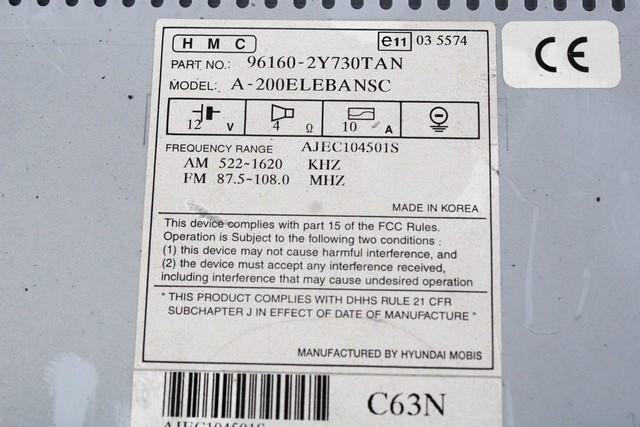 HMC e11 03 5574 CE
PART NO.: 96160-2Y730TAN
MODEL: A-200ELEBANSC
12 V 4 Ω 10 A
FREQUENCY RANGE AJEC104501S
AM 522~1620 KHZ
FM 87.5~108.0 MHZ
MADE IN KOREA
This device complies with part 15 of the FCC Rules.
Operation is Subject to the following two conditions :
(1) this device may not cause harmful interference, and
(2) the device must accept any interference received,
including interference that may cause undesired operation
" THIS PRODUCT COMPLIES WITH DHHS RULE 21 CFR
SUBCHAPTER J IN EFFECT OF DATE OF MANUFACTURE "
MANUFACTURED BY HYUNDAI MOBIS
C63N
AJEC104501S